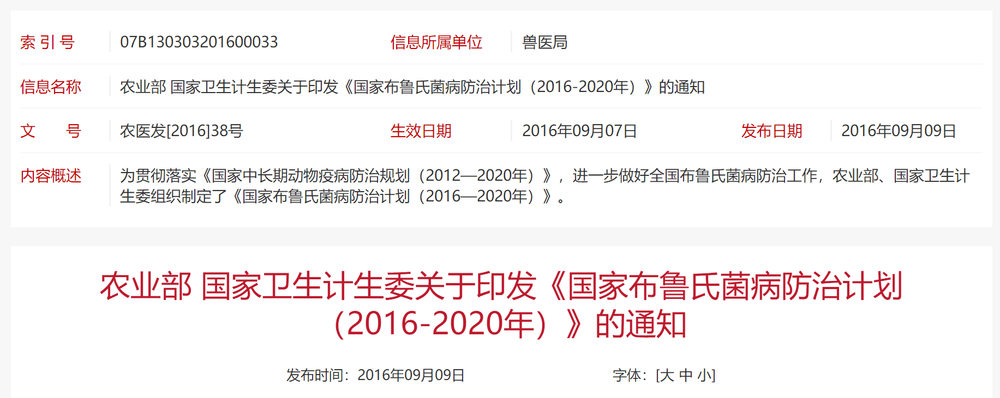 索 引 号 07B130303201600033 信息所属单位 兽医局
信息名称 农业部 国家卫生计生委关于印发《国家布鲁氏菌病防治计划（2016-2020年）》的通知
文 号 农医发[2016]38号 生效日期 2016年09月07日 发布日期 2016年09月09日
内容概述 为贯彻落实《国家中长期动物疫病防治规划（2012—2020年）》，进一步做好全国布鲁氏菌病防治工作，农业部、国家卫生计
生委组织制定了《国家布鲁氏菌病防治计划（2016—2020年）》。
农业部 国家卫生计生委关于印发《国家布鲁氏菌病防治计划
（2016-2020年）》的通知
发布时间：2016年09月09日 字体：[大 中 小]